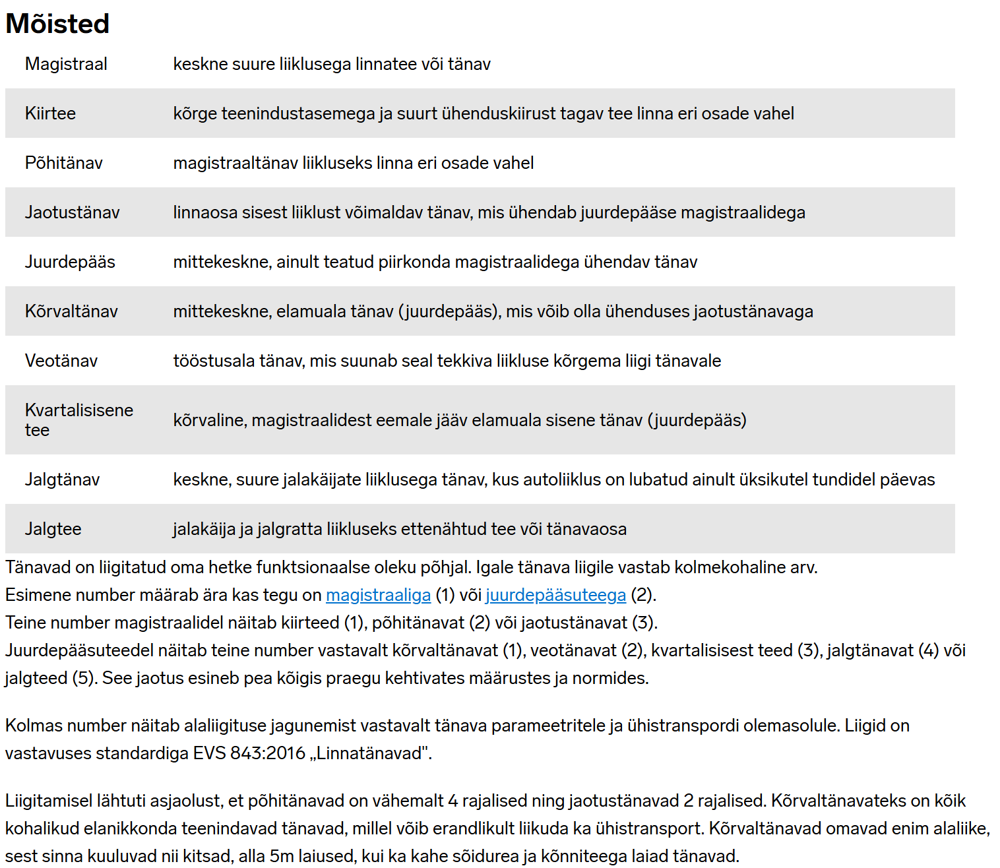 Mõisted
Magistraal keskne suure liiklusega linnatee või tänav
Kiirtee kõrge teenindustasemega ja suurt ühenduskiirust tagav tee linna eri osade vahel
Põhitänav magistraaltänav liikluseks linna eri osade vahel
Jaotustänav linnaosa sisest liiklust võimaldav tänav, mis ühendab juurdepääse magistraalidega
Juurdepääs mittekeskne, ainult teatud piirkonda magistraalidega ühendav tänav
Kõrvaltänav mittekeskne, elamuala tänav (juurdepääs), mis võib olla ühenduses jaotustänavaga
Veotänav tööstusala tänav, mis suunab seal tekkiva liikluse kõrgema liigi tänavale
Kvartalisisene
tee
kõrvaline, magistraalidest eemale jääv elamuala sisene tänav (juurdepääs)
Jalgtänav keskne, suure jalakäijate liiklusega tänav, kus autoliiklus on lubatud ainult üksikutel tundidel päevas
Jalgtee jalakäija ja jalgratta liikluseks ettenähtud tee või tänavaosa
Tänavad on liigitatud oma hetke funktsionaalse oleku põhjal. Igale tänava liigile vastab kolmekohaline arv.
Esimene number määrab ära kas tegu on magistraaliga (1) või juurdepääsuteega (2).
Teine number magistraalidel näitab kiirteed (1), põhitänavat (2) või jaotustänavat (3).
Juurdepääsuteedel näitab teine number vastavalt kõrvaltänavat (1), veotänavat (2), kvartalisisest teed (3), jalgtänavat (4) või
jalgteed (5). See jaotus esineb pea kõigis praegu kehtivates määrustes ja normides.
Kolmas number näitab alaliigituse jagunemist vastavalt tänava parameetritele ja ühistranspordi olemasolule. Liigid on
vastavuses standardiga EVS 843:2016 „Linnatänavad".
Liigitamisel lähtuti asjaolust, et põhitänavad on vähemalt 4 rajalised ning jaotustänavad 2 rajalised. Kõrvaltänavateks on kõik
kohalikud elanikkonda teenindavad tänavad, millel võib erandlikult liikuda ka ühistransport. Kõrvaltänavad omavad enim alaliike,
sest sinna kuuluvad nii kitsad, alla 5m laiused, kui ka kahe sõidurea ja kõnniteega laiad tänavad.